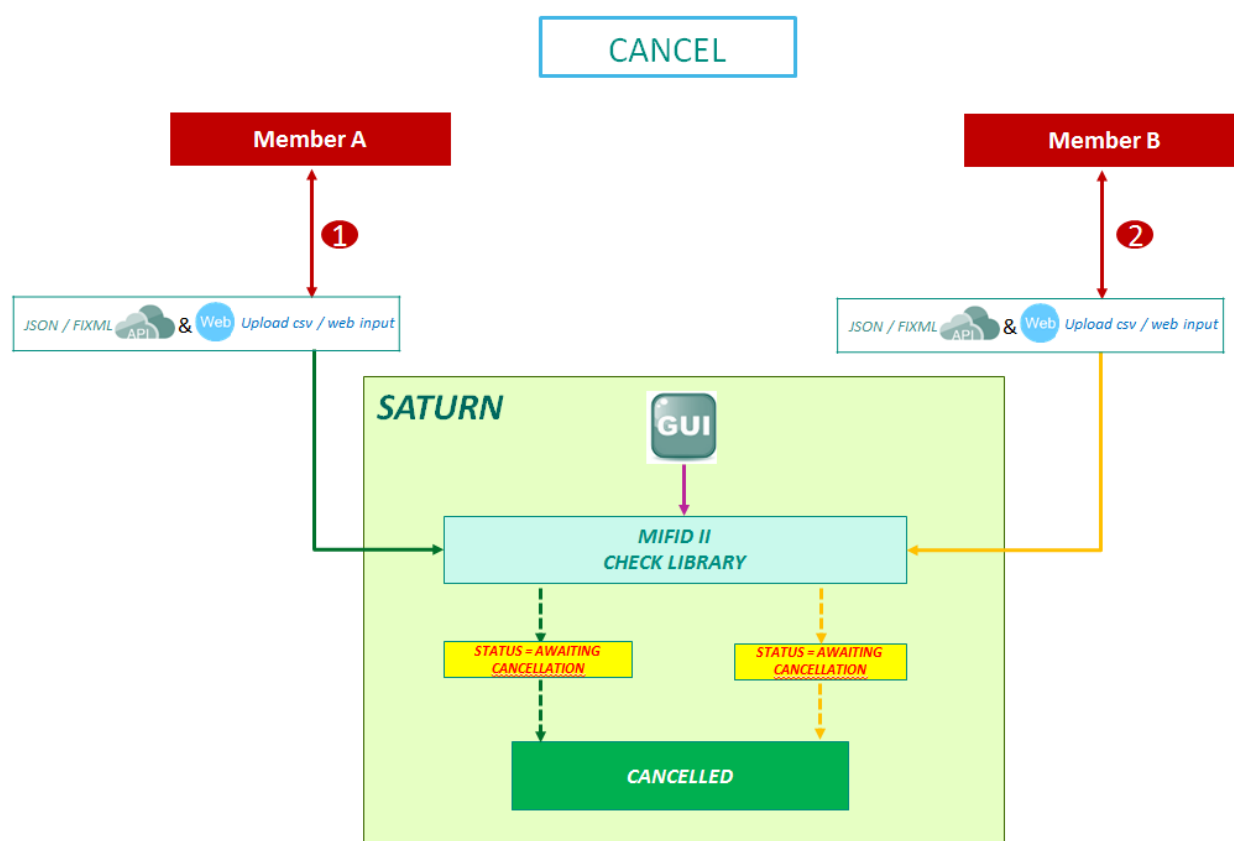 CANCEL
Member A
Member B
1
2
JSON / FIXML API & Web Upload csv / web input
JSON / FIXML API & Web Upload csv / web input
SATURN
GUI
MIFID II
CHECK LIBRARY
STATUS = AWAITING
CANCELLATION
STATUS = AWAITING
CANCELLATION
CANCELLED